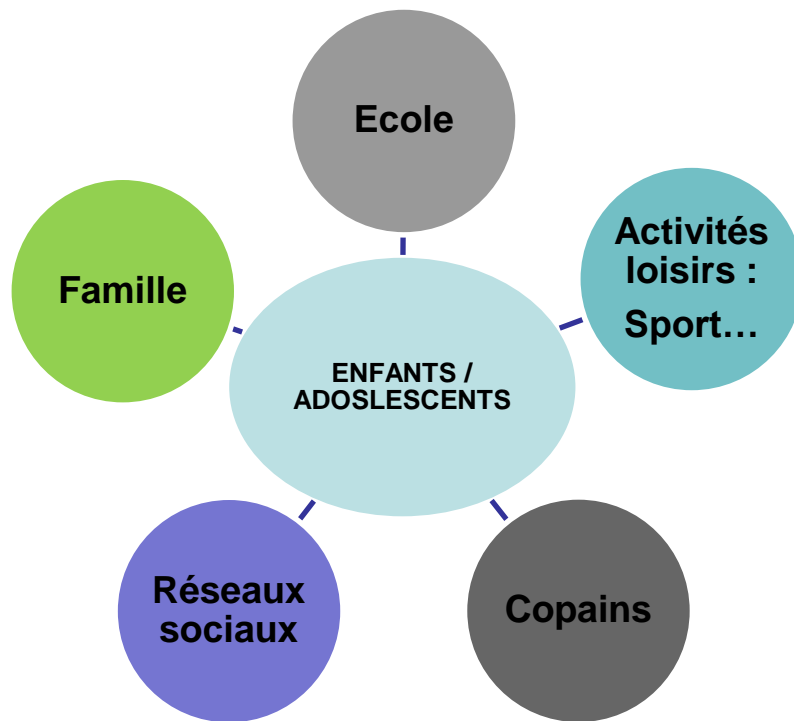 Ecole
Activités
loisirs :
Sport…
Famille
ENFANTS /
ADOSLESCENTS
Réseaux
sociaux
Copains